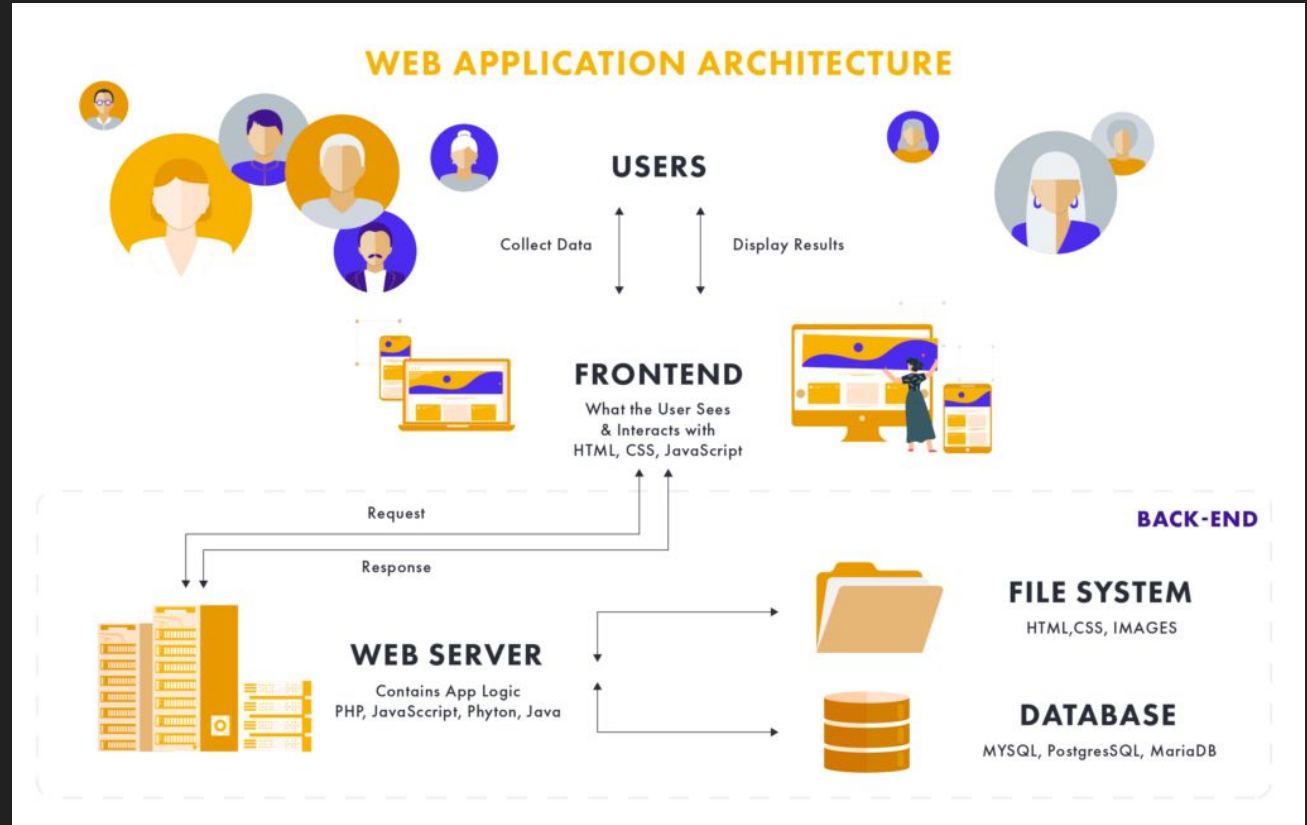 WEB APPLICATION ARCHITECTURE
USERS
Collect Data
Display Results
FRONTEND
What the User Sees
& Interacts with
HTML, CSS, JavaScript
Request
BACK-END
Response
FILE SYSTEM
HTML,CSS, IMAGES
WEB SERVER
Contains App Logic
PHP, JavaSccript, Phyton, Java
DATABASE
MYSQL, PostgresSQL, MariaDB